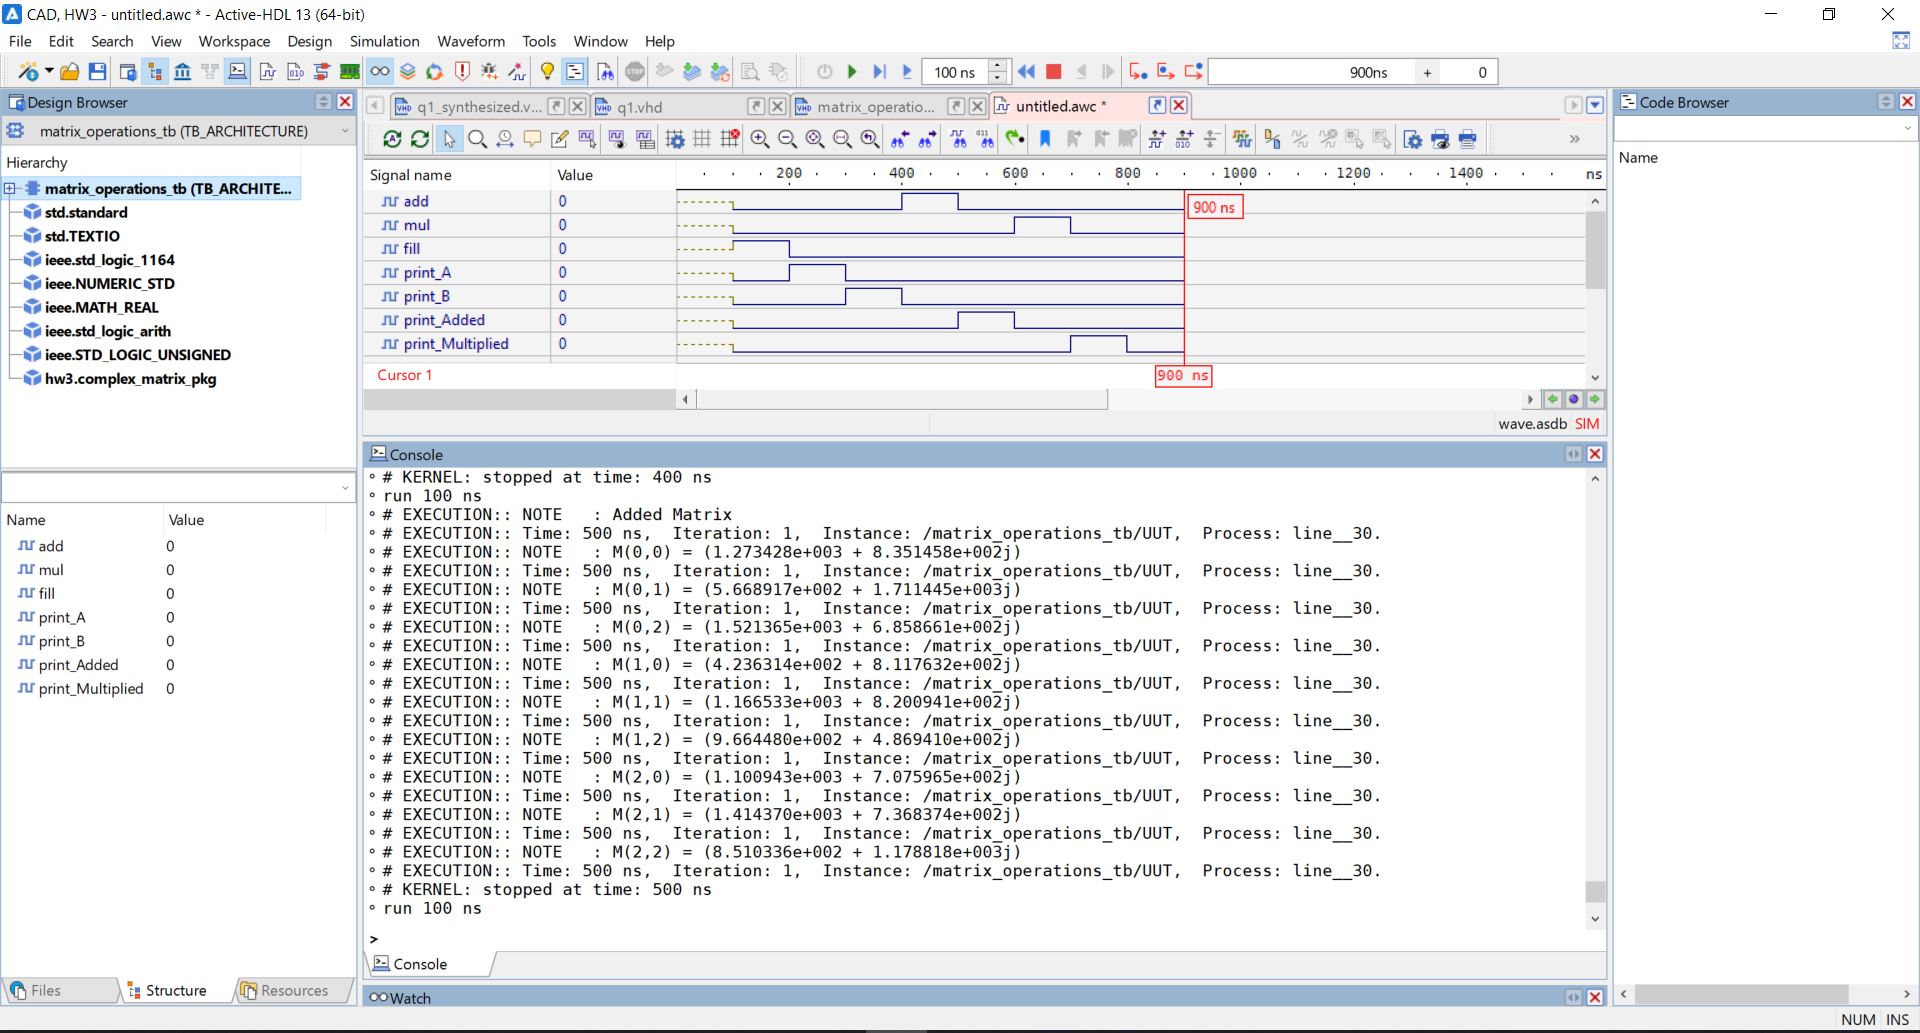 CAD, HW3 - untitled.awc * - Active-HDL 13 (64-bit)
File Edit Search View Workspace Design Simulation Waveform Tools Window Help
100 ns 900ns + 0
Design Browser
matrix_operations_tb (TB_ARCHITECTURE)
Hierarchy
matrix_operations_tb (TB_ARCHITE...
std.standard
std.TEXTIO
ieee.std_logic_1164
ieee.NUMERIC_STD
ieee.MATH_REAL
ieee.std_logic_arith
ieee.STD_LOGIC_UNSIGNED
hw3.complex_matrix_pkg
Name Value
add 0
mul 0
fill 0
print_A 0
print_B 0
print_Added 0
print_Multiplied 0
Files Structure Resources
q1_synthesized.v... q1.vhd matrix_operatio... untitled.awc *
Signal name Value 200 400 600 800 1000 1200 1400 ns
add 0
900 ns
mul 0
fill 0
print_A 0
print_B 0
print_Added 0
print_Multiplied 0
Cursor 1 900 ns
wave.asdb SIM
Console
# KERNEL: stopped at time: 400 ns
run 100 ns
# EXECUTION:: NOTE : Added Matrix
# EXECUTION:: Time: 500 ns, Iteration: 1, Instance: /matrix_operations_tb/UUT, Process: line__30.
# EXECUTION:: NOTE : M(0,0) = (1.273428e+003 + 8.351458e+002j)
# EXECUTION:: Time: 500 ns, Iteration: 1, Instance: /matrix_operations_tb/UUT, Process: line__30.
# EXECUTION:: NOTE : M(0,1) = (5.668917e+002 + 1.711445e+003j)
# EXECUTION:: Time: 500 ns, Iteration: 1, Instance: /matrix_operations_tb/UUT, Process: line__30.
# EXECUTION:: NOTE : M(0,2) = (1.521365e+003 + 6.858661e+002j)
# EXECUTION:: Time: 500 ns, Iteration: 1, Instance: /matrix_operations_tb/UUT, Process: line__30.
# EXECUTION:: NOTE : M(1,0) = (4.236314e+002 + 8.117632e+002j)
# EXECUTION:: Time: 500 ns, Iteration: 1, Instance: /matrix_operations_tb/UUT, Process: line__30.
# EXECUTION:: NOTE : M(1,1) = (1.166533e+003 + 8.200941e+002j)
# EXECUTION:: Time: 500 ns, Iteration: 1, Instance: /matrix_operations_tb/UUT, Process: line__30.
# EXECUTION:: NOTE : M(1,2) = (9.664480e+002 + 4.869410e+002j)
# EXECUTION:: Time: 500 ns, Iteration: 1, Instance: /matrix_operations_tb/UUT, Process: line__30.
# EXECUTION:: NOTE : M(2,0) = (1.100943e+003 + 7.075965e+002j)
# EXECUTION:: Time: 500 ns, Iteration: 1, Instance: /matrix_operations_tb/UUT, Process: line__30.
# EXECUTION:: NOTE : M(2,1) = (1.414370e+003 + 7.368374e+002j)
# EXECUTION:: Time: 500 ns, Iteration: 1, Instance: /matrix_operations_tb/UUT, Process: line__30.
# EXECUTION:: NOTE : M(2,2) = (8.510336e+002 + 1.178818e+003j)
# EXECUTION:: Time: 500 ns, Iteration: 1, Instance: /matrix_operations_tb/UUT, Process: line__30.
# KERNEL: stopped at time: 500 ns
run 100 ns
>
Console
Watch
Code Browser
Name
NUM INS